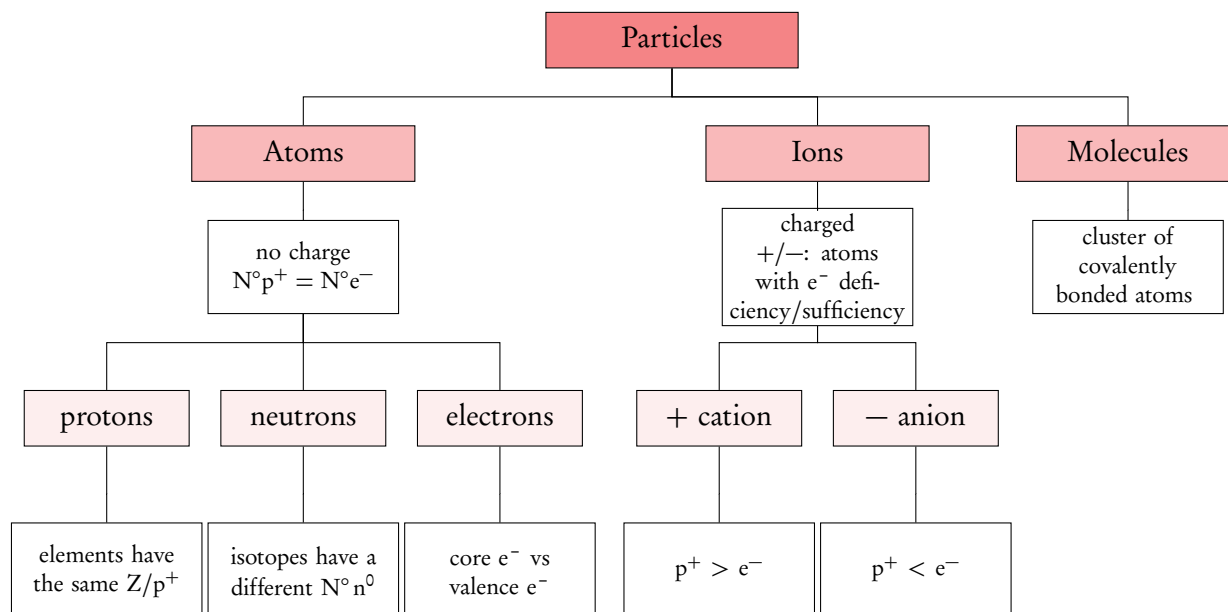 Particles
Atoms
Ions
Molecules
no charge
N°p⁺ = N°e⁻
charged
+/−: atoms
with e⁻ defi-
ciency/sufficiency
cluster of
covalently
bonded atoms
protons
neutrons
electrons
+ cation
− anion
elements have
the same Z/p⁺
isotopes have a
different N° n⁰
core e⁻ vs
valence e⁻
p⁺ > e⁻
p⁺ < e⁻